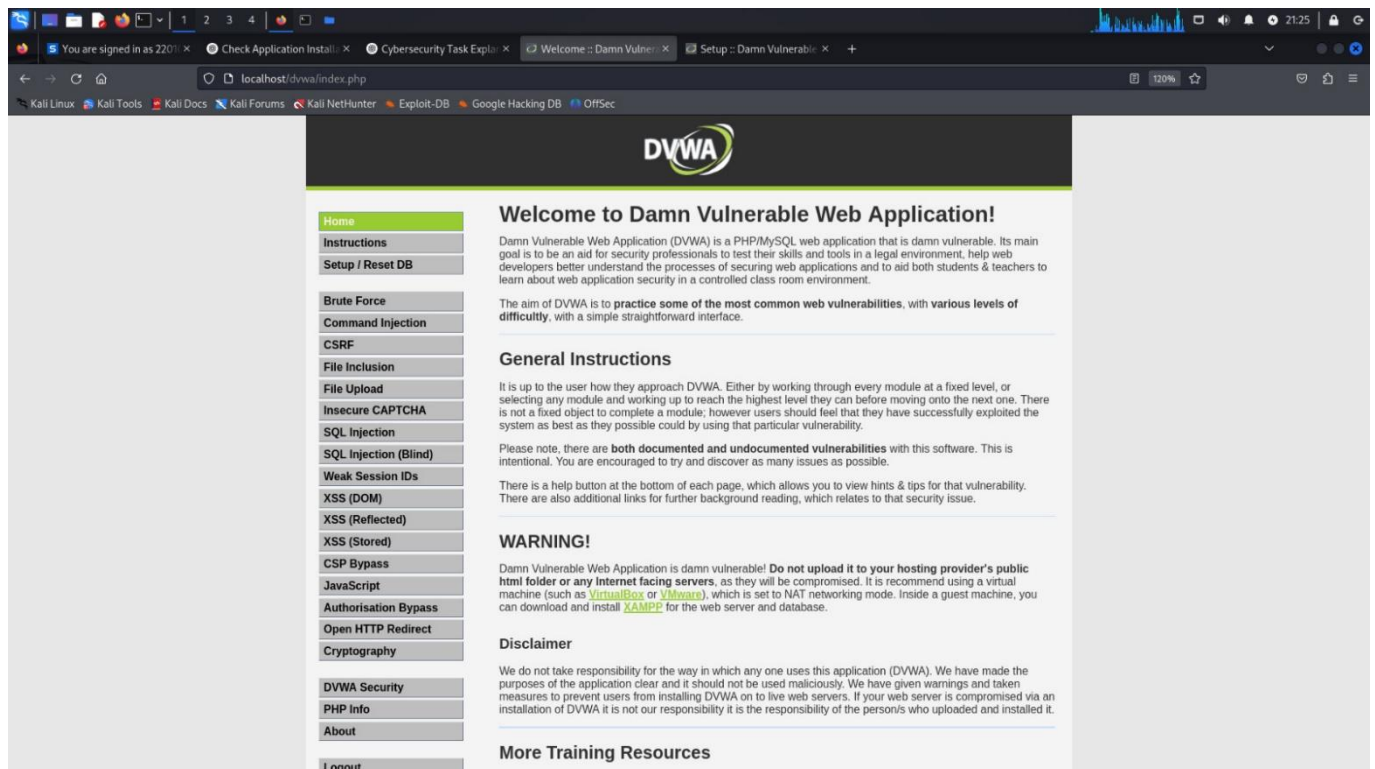 1 2 3 4
21:25
You are signed in as 2201
Check Application Installa
Cybersecurity Task Explan
Welcome :: Damn Vulnera
Setup :: Damn Vulnerable
localhost/dvwa/index.php
120%
Kali Linux Kali Tools Kali Docs Kali Forums Kali NetHunter Exploit-DB Google Hacking DB OffSec
DVWA
Home
Instructions
Setup / Reset DB
Brute Force
Command Injection
CSRF
File Inclusion
File Upload
Insecure CAPTCHA
SQL Injection
SQL Injection (Blind)
Weak Session IDs
XSS (DOM)
XSS (Reflected)
XSS (Stored)
CSP Bypass
JavaScript
Authorisation Bypass
Open HTTP Redirect
Cryptography
DVWA Security
PHP Info
About
Logout
Welcome to Damn Vulnerable Web Application!
Damn Vulnerable Web Application (DVWA) is a PHP/MySQL web application that is damn vulnerable. Its main
goal is to be an aid for security professionals to test their skills and tools in a legal environment, help web
developers better understand the processes of securing web applications and to aid both students & teachers to
learn about web application security in a controlled class room environment.
The aim of DVWA is to practice some of the most common web vulnerabilities, with various levels of
difficultly, with a simple straightforward interface.
General Instructions
It is up to the user how they approach DVWA. Either by working through every module at a fixed level, or
selecting any module and working up to reach the highest level they can before moving onto the next one. There
is not a fixed object to complete a module; however users should feel that they have successfully exploited the
system as best as they possible could by using that particular vulnerability.
Please note, there are both documented and undocumented vulnerabilities with this software. This is
intentional. You are encouraged to try and discover as many issues as possible.
There is a help button at the bottom of each page, which allows you to view hints & tips for that vulnerability.
There are also additional links for further background reading, which relates to that security issue.
WARNING!
Damn Vulnerable Web Application is damn vulnerable! Do not upload it to your hosting provider's public
html folder or any Internet facing servers, as they will be compromised. It is recommend using a virtual
machine (such as VirtualBox or VMware), which is set to NAT networking mode. Inside a guest machine, you
can download and install XAMPP for the web server and database.
Disclaimer
We do not take responsibility for the way in which any one uses this application (DVWA). We have made the
purposes of the application clear and it should not be used maliciously. We have given warnings and taken
measures to prevent users from installing DVWA on to live web servers. If your web server is compromised via an
installation of DVWA it is not our responsibility it is the responsibility of the person/s who uploaded and installed it.
More Training Resources